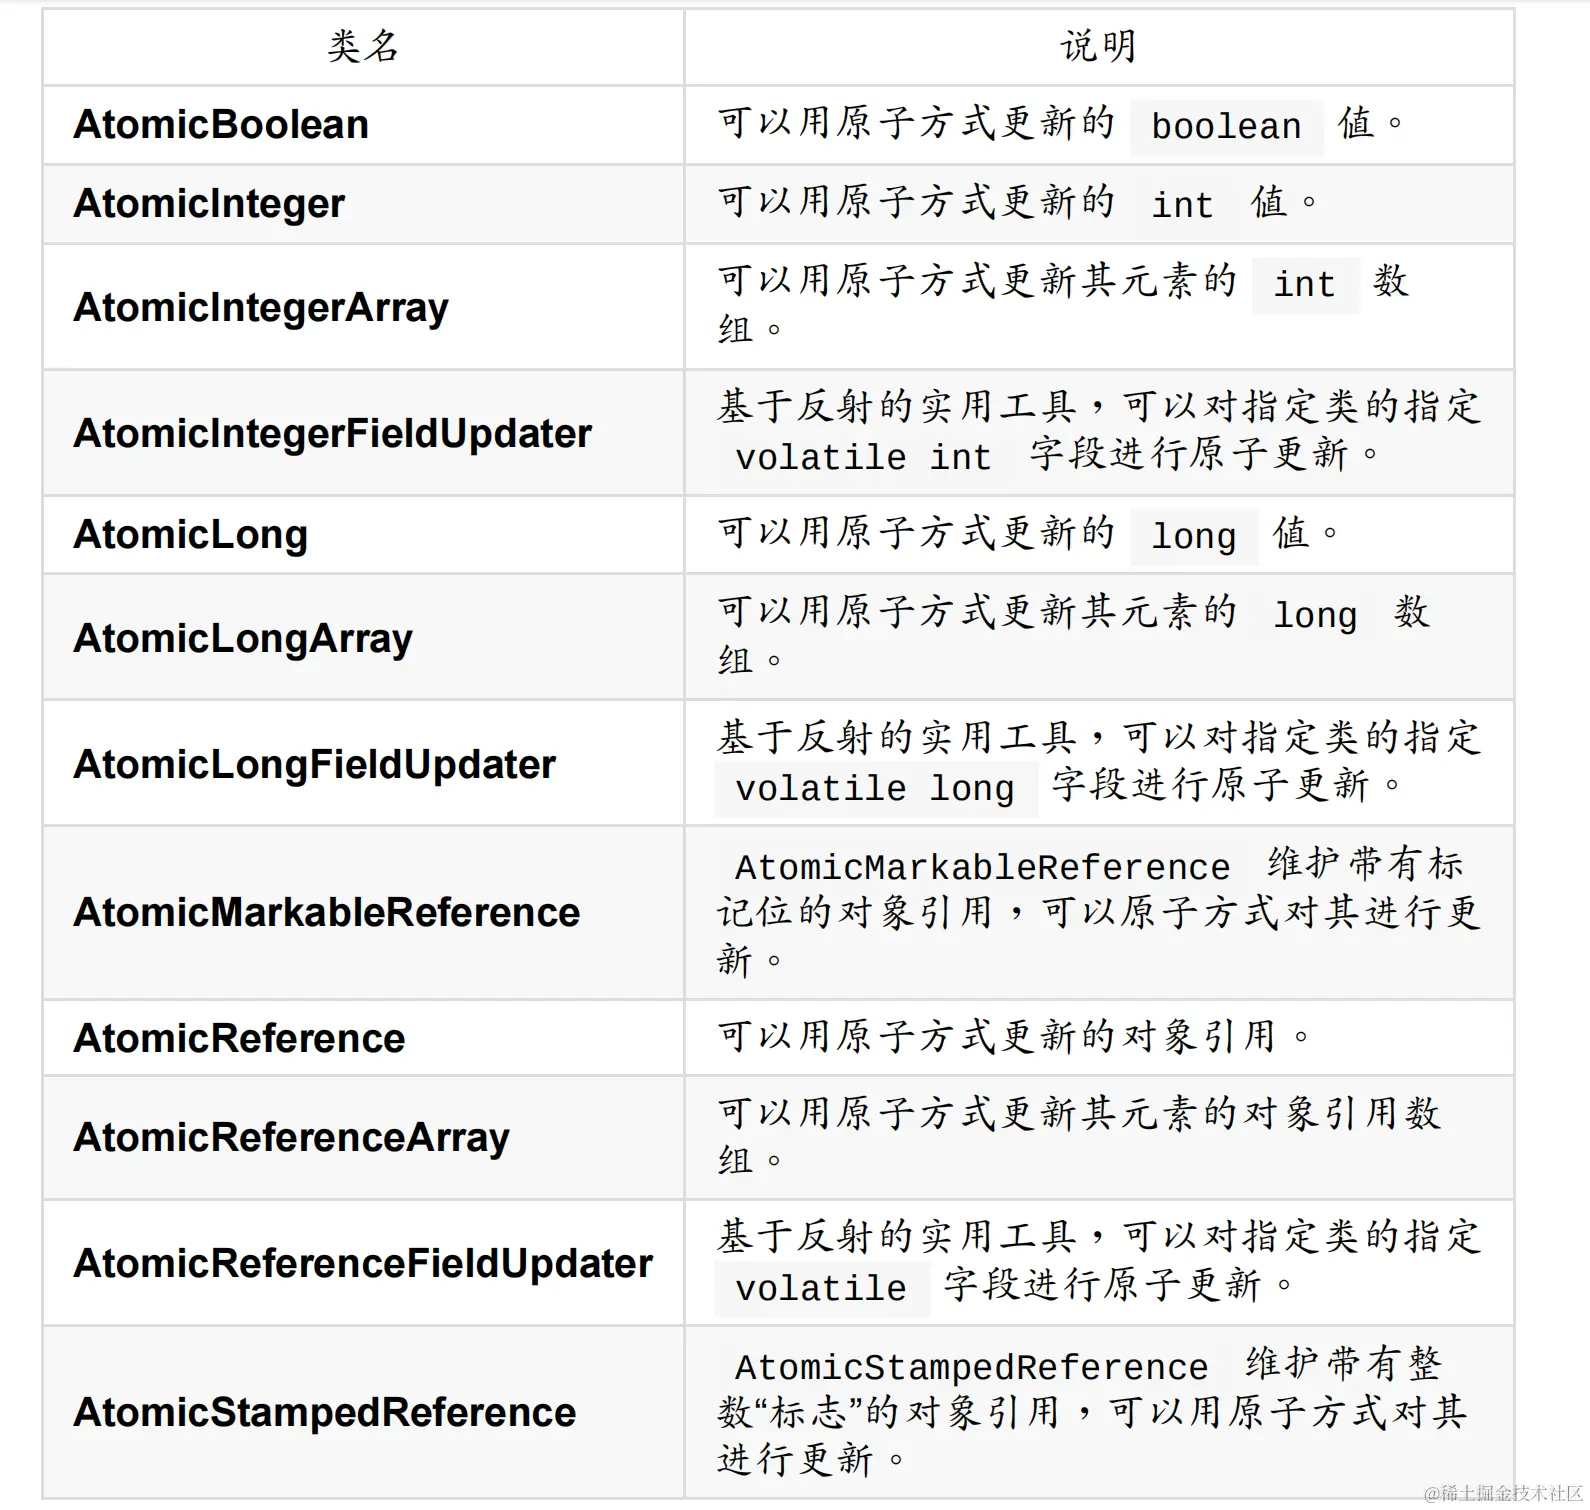 类名
说明
AtomicBoolean
可以用原子方式更新的 boolean 值。
AtomicInteger
可以用原子方式更新的 int 值。
AtomicIntegerArray
可以用原子方式更新其元素的 int 数
组。
AtomicIntegerFieldUpdater
基于反射的实用工具，可以对指定类的指定
volatile int 字段进行原子更新。
AtomicLong
可以用原子方式更新的 long 值。
AtomicLongArray
可以用原子方式更新其元素的 long 数
组。
AtomicLongFieldUpdater
基于反射的实用工具，可以对指定类的指定
volatile long 字段进行原子更新。
AtomicMarkableReference
AtomicMarkableReference 维护带有标
记位的对象引用，可以原子方式对其进行更
新。
AtomicReference
可以用原子方式更新的对象引用。
AtomicReferenceArray
可以用原子方式更新其元素的对象引用数
组。
AtomicReferenceFieldUpdater
基于反射的实用工具，可以对指定类的指定
volatile 字段进行原子更新。
AtomicStampedReference
AtomicStampedReference 维护带有整
数“标志”的对象引用，可以用原子方式对其
进行更新。
@稀土掘金技术社区